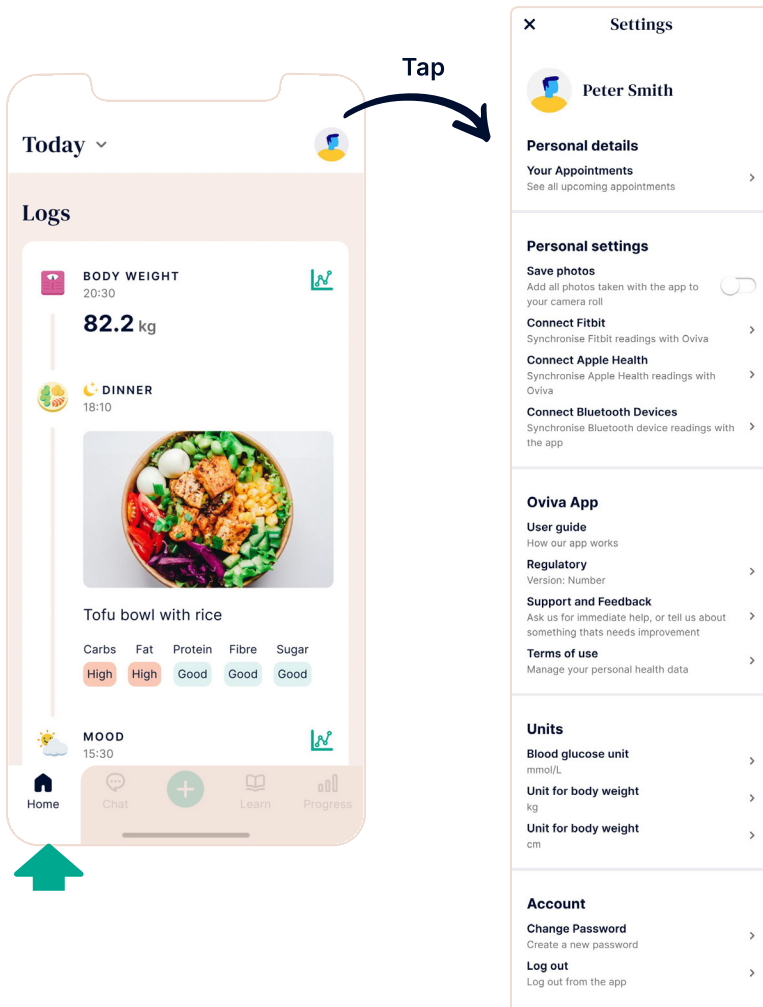 Tap
Today
Logs
BODY WEIGHT
20:30
82.2 kg
DINNER
18:10
Tofu bowl with rice
Carbs Fat Protein Fibre Sugar
High High Good Good Good
MOOD
15:30
Home Chat Learn Progress
Settings
Peter Smith
Personal details
Your Appointments
See all upcoming appointments
Personal settings
Save photos
Add all photos taken with the app to
your camera roll
Connect Fitbit
Synchronise Fitbit readings with Oviva
Connect Apple Health
Synchronise Apple Health readings with
Oviva
Connect Bluetooth Devices
Synchronise Bluetooth device readings with
the app
Oviva App
User guide
How our app works
Regulatory
Version: Number
Support and Feedback
Ask us for immediate help, or tell us about
something thats needs improvement
Terms of use
Manage your personal health data
Units
Blood glucose unit
mmol/L
Unit for body weight
kg
Unit for body weight
cm
Account
Change Password
Create a new password
Log out
Log out from the app